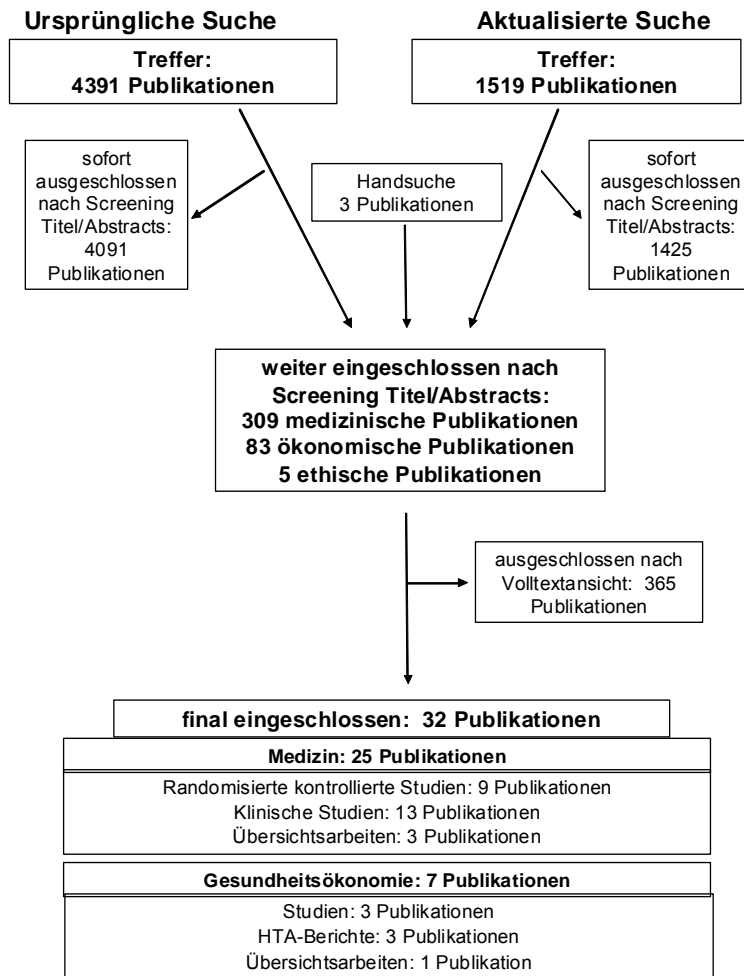 Ursprüngliche Suche
Treffer:
4391 Publikationen
Aktualisierte Suche
Treffer:
1519 Publikationen
sofort
ausgeschlossen
nach Screening
Titel/Abstracts:
4091
Publikationen
Handsuche
3 Publikationen
sofort
ausgeschlossen
nach Screening
Titel/Abstracts:
1425
Publikationen
weiter eingeschlossen nach
Screening Titel/Abstracts:
309 medizinische Publikationen
83 ökonomische Publikationen
5 ethische Publikationen
ausgeschlossen nach
Volltextansicht: 365
Publikationen
final eingeschlossen: 32 Publikationen
Medizin: 25 Publikationen
Randomisierte kontrollierte Studien: 9 Publikationen
Klinische Studien: 13 Publikationen
Übersichtsarbeiten: 3 Publikationen
Gesundheitsökonomie: 7 Publikationen
Studien: 3 Publikationen
HTA-Berichte: 3 Publikationen
Übersichtsarbeiten: 1 Publikation